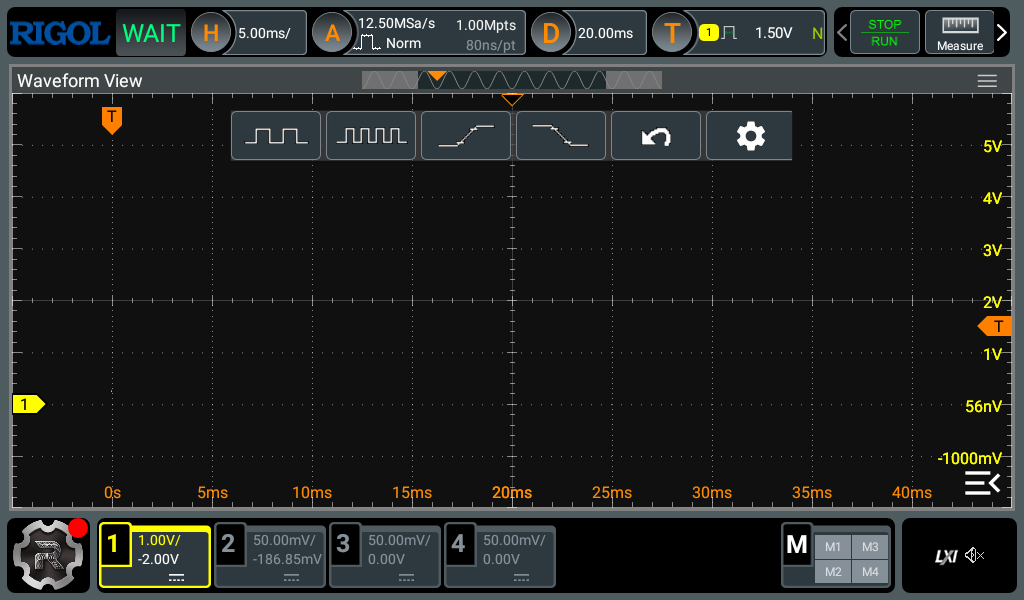 RIGOL WAIT H 5.00ms/ A 12.50MSa/s 1.00Mpts D 20.00ms T 1 1.50V N STOP
Norm 80ns/pt RUN Measure
Waveform View
T
5V
4V
3V
2V
T
1V
1 56nV
-1000mV
0s 5ms 10ms 15ms 20ms 25ms 30ms 35ms 40ms
1 1.00V/ 2 50.00mV/ 3 50.00mV/ 4 50.00mV/ M M1 M3
-2.00V -186.85mV 0.00V 0.00V M2 M4
R LXI